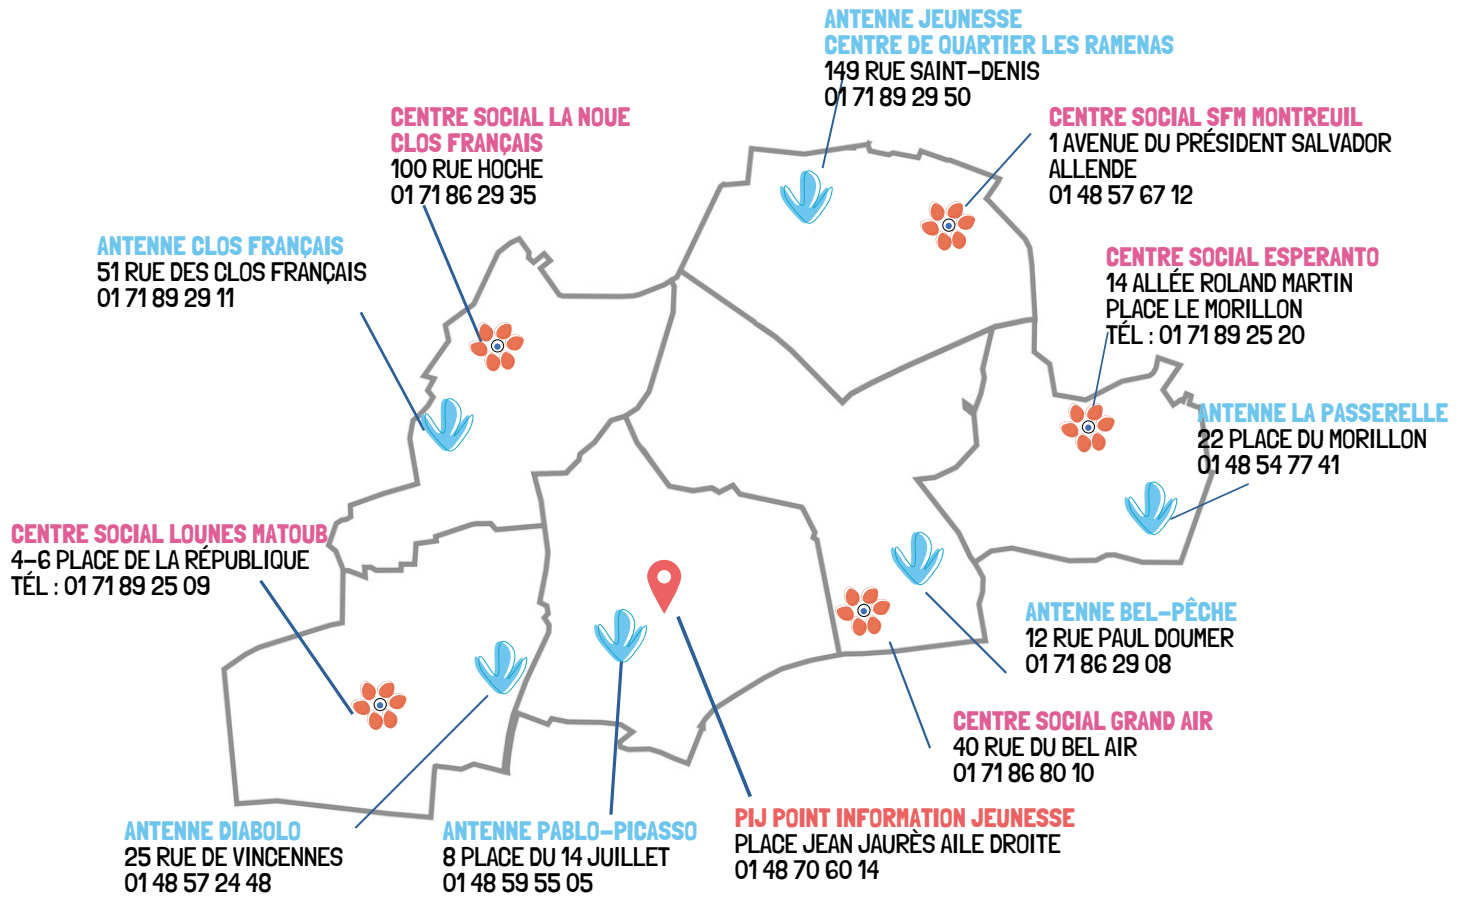 ANTENNE JEUNESSE
CENTRE DE QUARTIER LES RAMENAS
149 RUE SAINT-DENIS
01 71 89 29 50
CENTRE SOCIAL LA NOUE
CLOS FRANÇAIS
100 RUE HOCHE
01 71 86 29 35
CENTRE SOCIAL SFM MONTREUIL
1 AVENUE DU PRÉSIDENT SALVADOR
ALLENDE
01 48 57 67 12
ANTENNE CLOS FRANÇAIS
51 RUE DES CLOS FRANÇAIS
01 71 89 29 11
CENTRE SOCIAL ESPERANTO
14 ALLÉE ROLAND MARTIN
PLACE LE MORILLON
TÉL : 01 71 89 25 20
ANTENNE LA PASSERELLE
22 PLACE DU MORILLON
01 48 54 77 41
CENTRE SOCIAL LOUNES MATOUB
4-6 PLACE DE LA RÉPUBLIQUE
TÉL : 01 71 89 25 09
ANTENNE BEL-PÊCHE
12 RUE PAUL DOUMER
01 71 86 29 08
CENTRE SOCIAL GRAND AIR
40 RUE DU BEL AIR
01 71 86 80 10
ANTENNE DIABOLO
25 RUE DE VINCENNES
01 48 57 24 48
ANTENNE PABLO-PICASSO
8 PLACE DU 14 JUILLET
01 48 59 55 05
PIJ POINT INFORMATION JEUNESSE
PLACE JEAN JAURÈS AILE DROITE
01 48 70 60 14